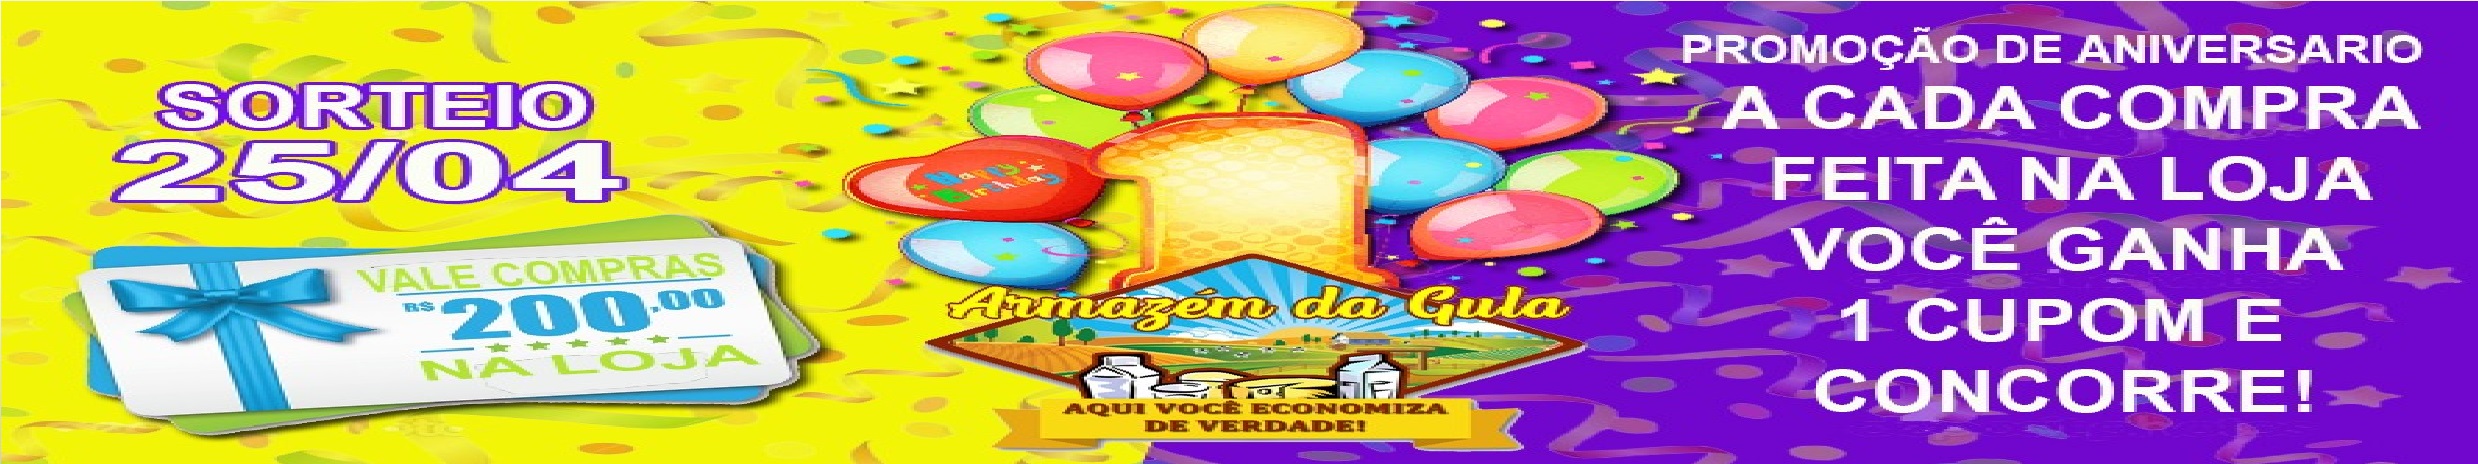 SORTEIO
25/04
VALE COMPRAS
R$ 200,00
NA LOJA
Happy
Birthday
1
Armazém da Gula
AQUI VOCÊ ECONOMIZA
DE VERDADE!
PROMOÇÃO DE ANIVERSARIO
A CADA COMPRA
FEITA NA LOJA
VOCÊ GANHA
1 CUPOM E
CONCORRE!